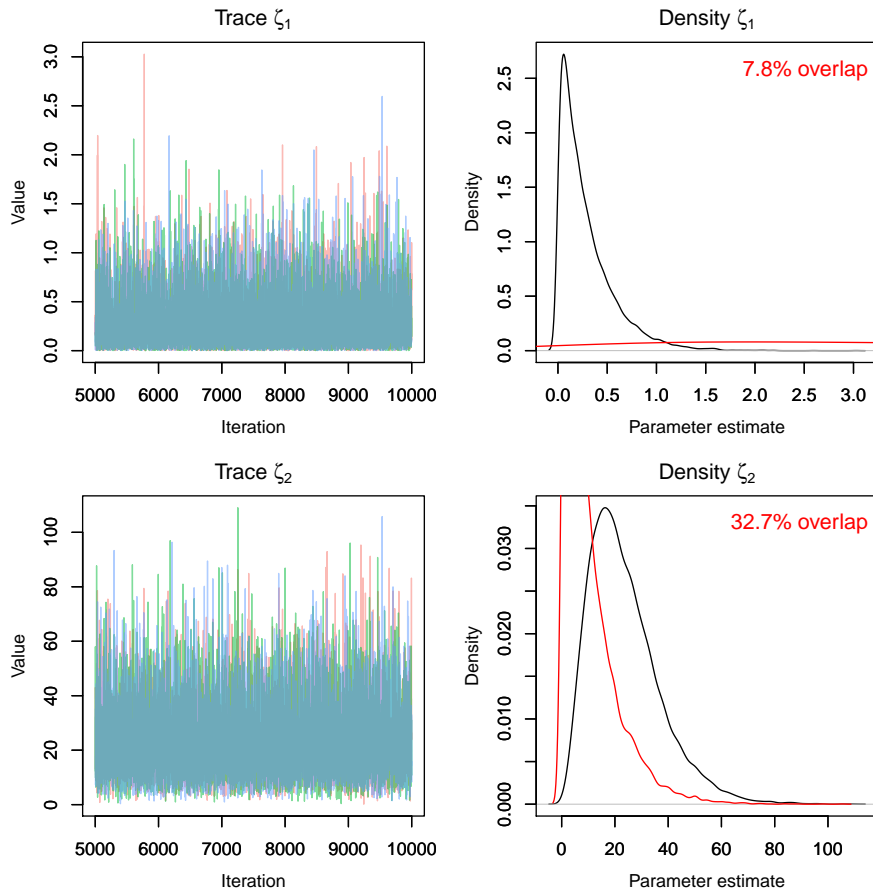 Trace ζ1
Value
0.0 0.5 1.0 1.5 2.0 2.5 3.0
5000 6000 7000 8000 9000 10000
Iteration
Density ζ1
7.8% overlap
Density
0.0 0.5 1.0 1.5 2.0 2.5
0.0 0.5 1.0 1.5 2.0 2.5 3.0
Parameter estimate
Trace ζ2
Value
0 20 40 60 80 100
5000 6000 7000 8000 9000 10000
Iteration
Density ζ2
32.7% overlap
Density
0.000 0.010 0.020 0.030
0 20 40 60 80 100
Parameter estimate